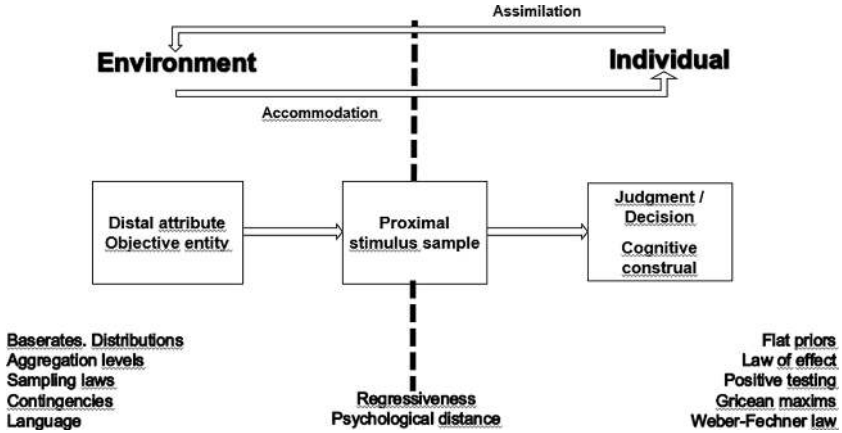 Assimilation
Environment
Individual
Accommodation
Distal attribute
Objective entity
Proximal
stimulus sample
Judgment /
Decision
Cognitive
construal
Baserates. Distributions
Aggregation levels
Sampling laws
Contingencies
Language
Regressiveness
Psychological distance
Flat priors
Law of effect
Positive testing
Gricean maxims
Weber-Fechner law